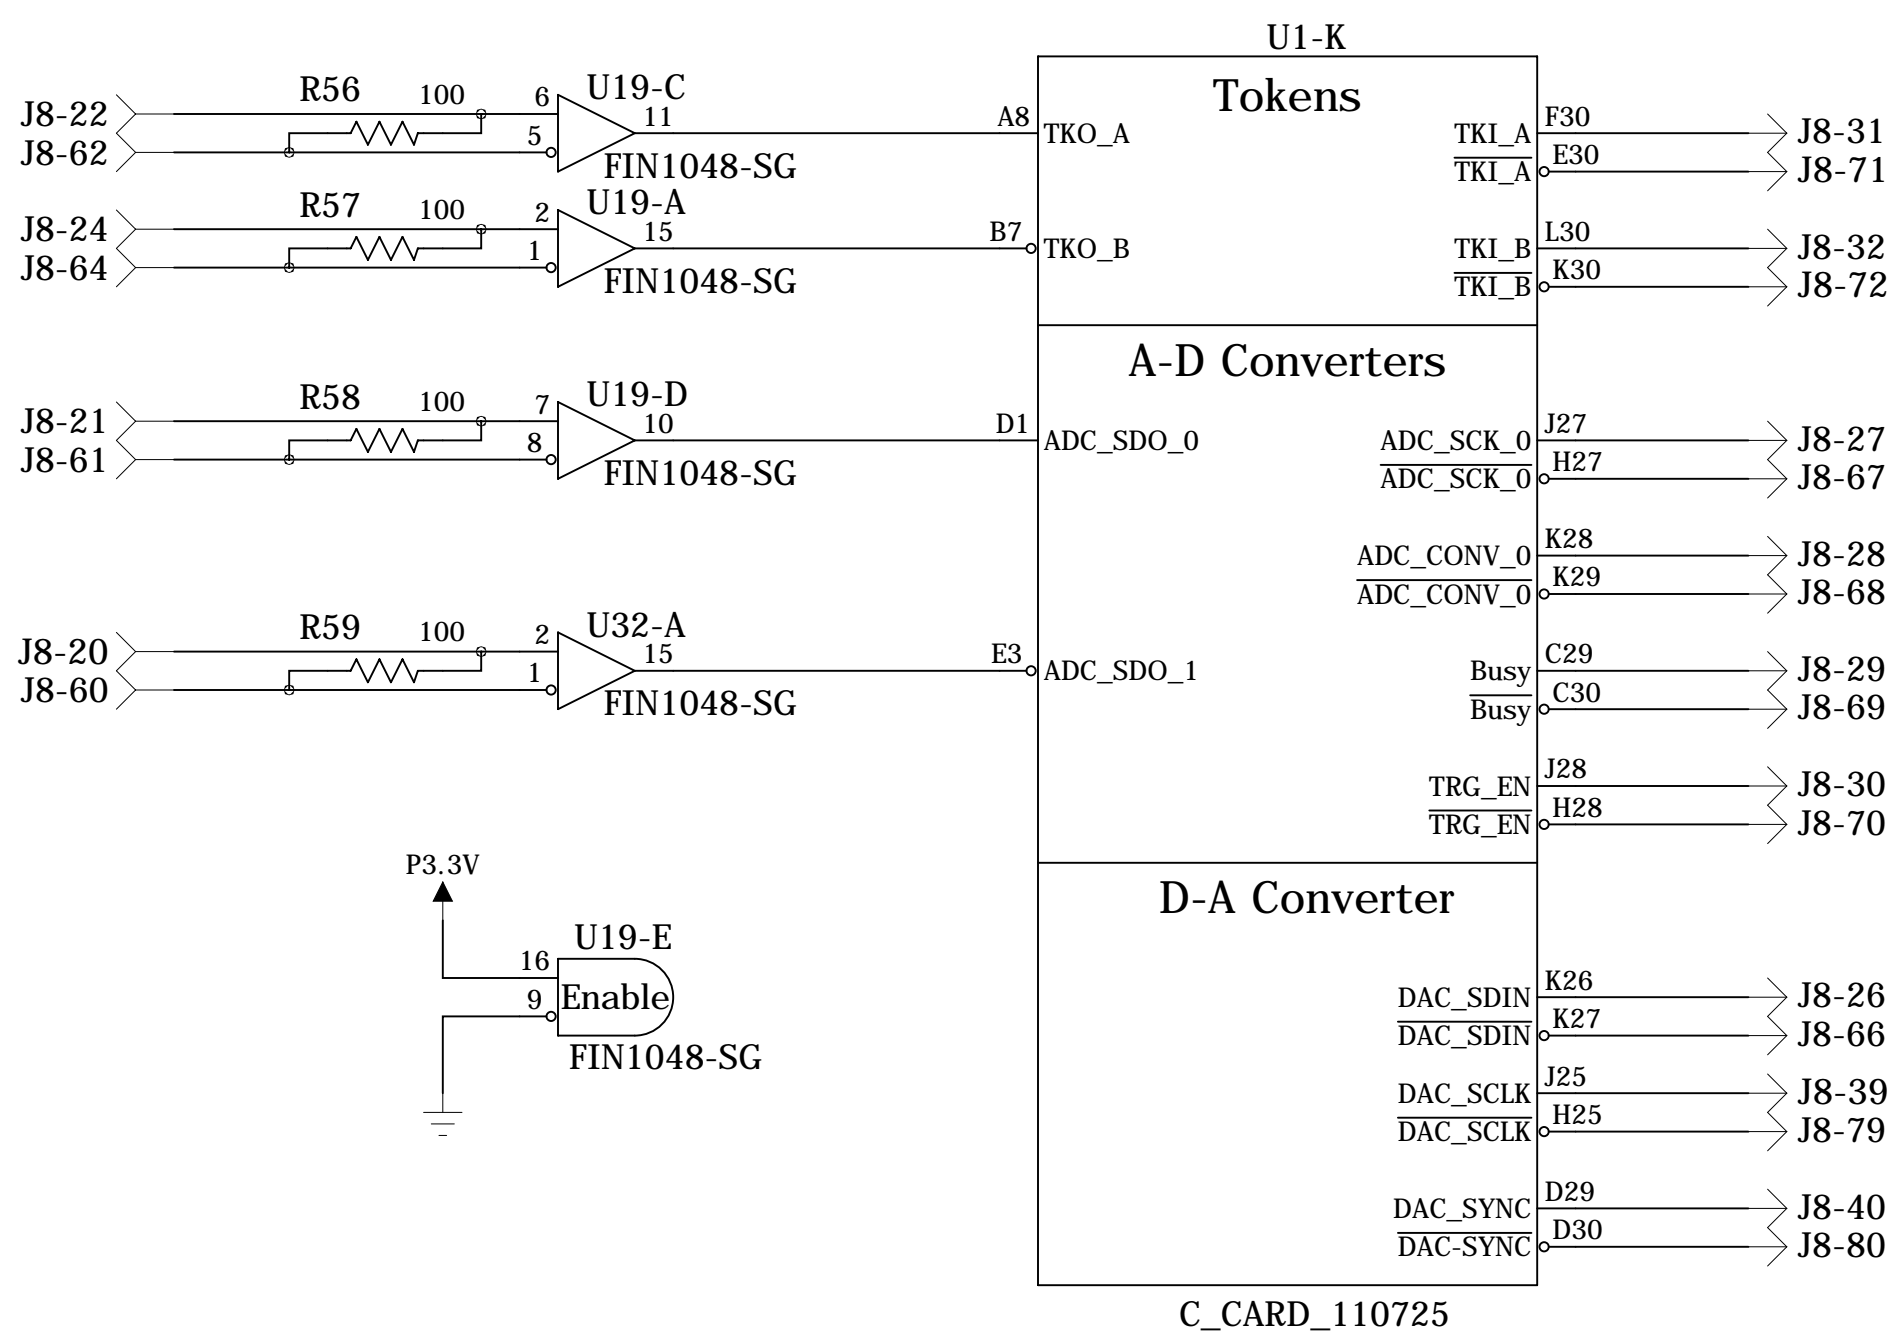 U1-K
Tokens
J8-22
J8-62
R56
100
6
5
U19-C
11
FIN1048-SG
A8
TKO_A
TKI_A
F30
J8-31
TKI_A
E30
J8-71
J8-24
J8-64
R57
100
2
1
U19-A
15
FIN1048-SG
B7
TKO_B
TKI_B
L30
J8-32
TKI_B
K30
J8-72
A-D Converters
J8-21
J8-61
R58
100
7
8
U19-D
10
FIN1048-SG
D1
ADC_SDO_0
ADC_SCK_0
J27
J8-27
ADC_SCK_0
H27
J8-67
ADC_CONV_0
K28
J8-28
ADC_CONV_0
K29
J8-68
J8-20
J8-60
R59
100
2
1
U32-A
15
FIN1048-SG
E3
ADC_SDO_1
Busy
C29
J8-29
Busy
C30
J8-69
TRG_EN
J28
J8-30
TRG_EN
H28
J8-70
P3.3V
U19-E
16
9
Enable
FIN1048-SG
D-A Converter
DAC_SDIN
K26
J8-26
DAC_SDIN
K27
J8-66
DAC_SCLK
J25
J8-39
DAC_SCLK
H25
J8-79
DAC_SYNC
D29
J8-40
DAC-SYNC
D30
J8-80
C_CARD_110725